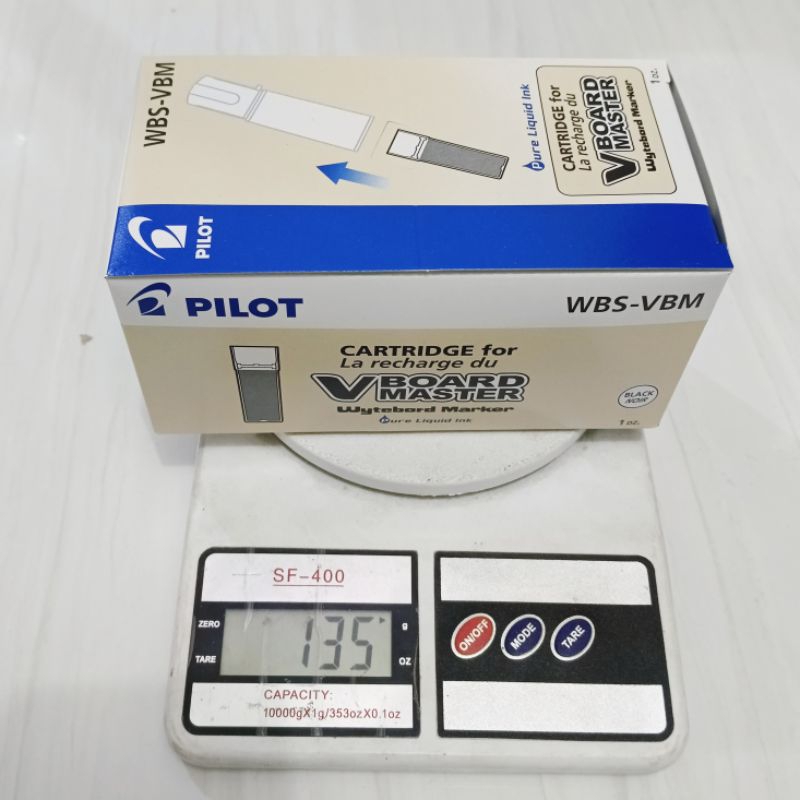 WBS-VBM
PILOT
Pure Liquid Ink
CARTRIDGE for
La recharge du
V BOARD
MASTER
Wytebord Marker
1 oz.
PILOT
WBS-VBM
CARTRIDGE for
La recharge du
V BOARD
MASTER
Wytebord Marker
Pure Liquid Ink
BLACK
NOIR
1 oz.
SF-400
ZERO
135
g
TARE
OZ
CAPACITY:
10000gX1g/353ozX0.1oz
ON/OFF
MODE
TARE